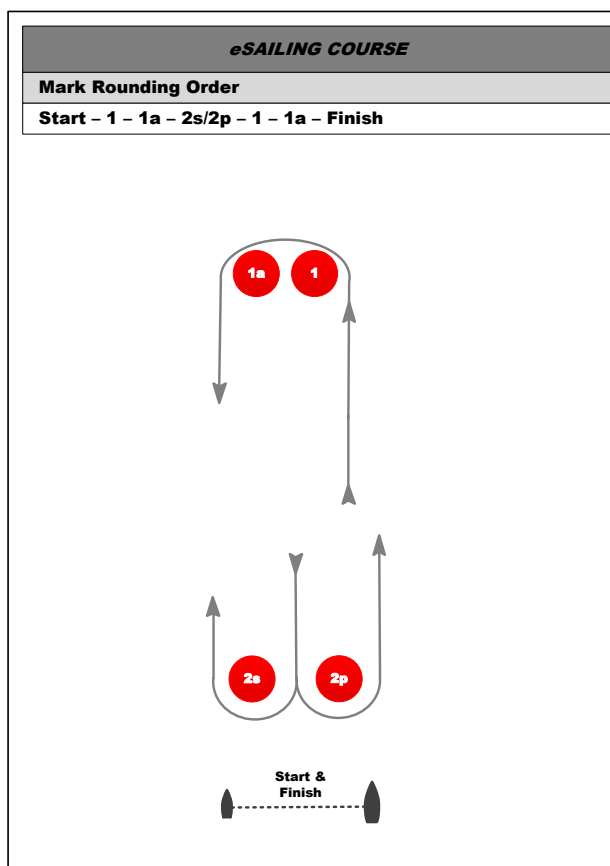 eSAILING COURSE
Mark Rounding Order
Start – 1 – 1a – 2s/2p – 1 – 1a – Finish
1a 1
2s 2p
Start &
Finish